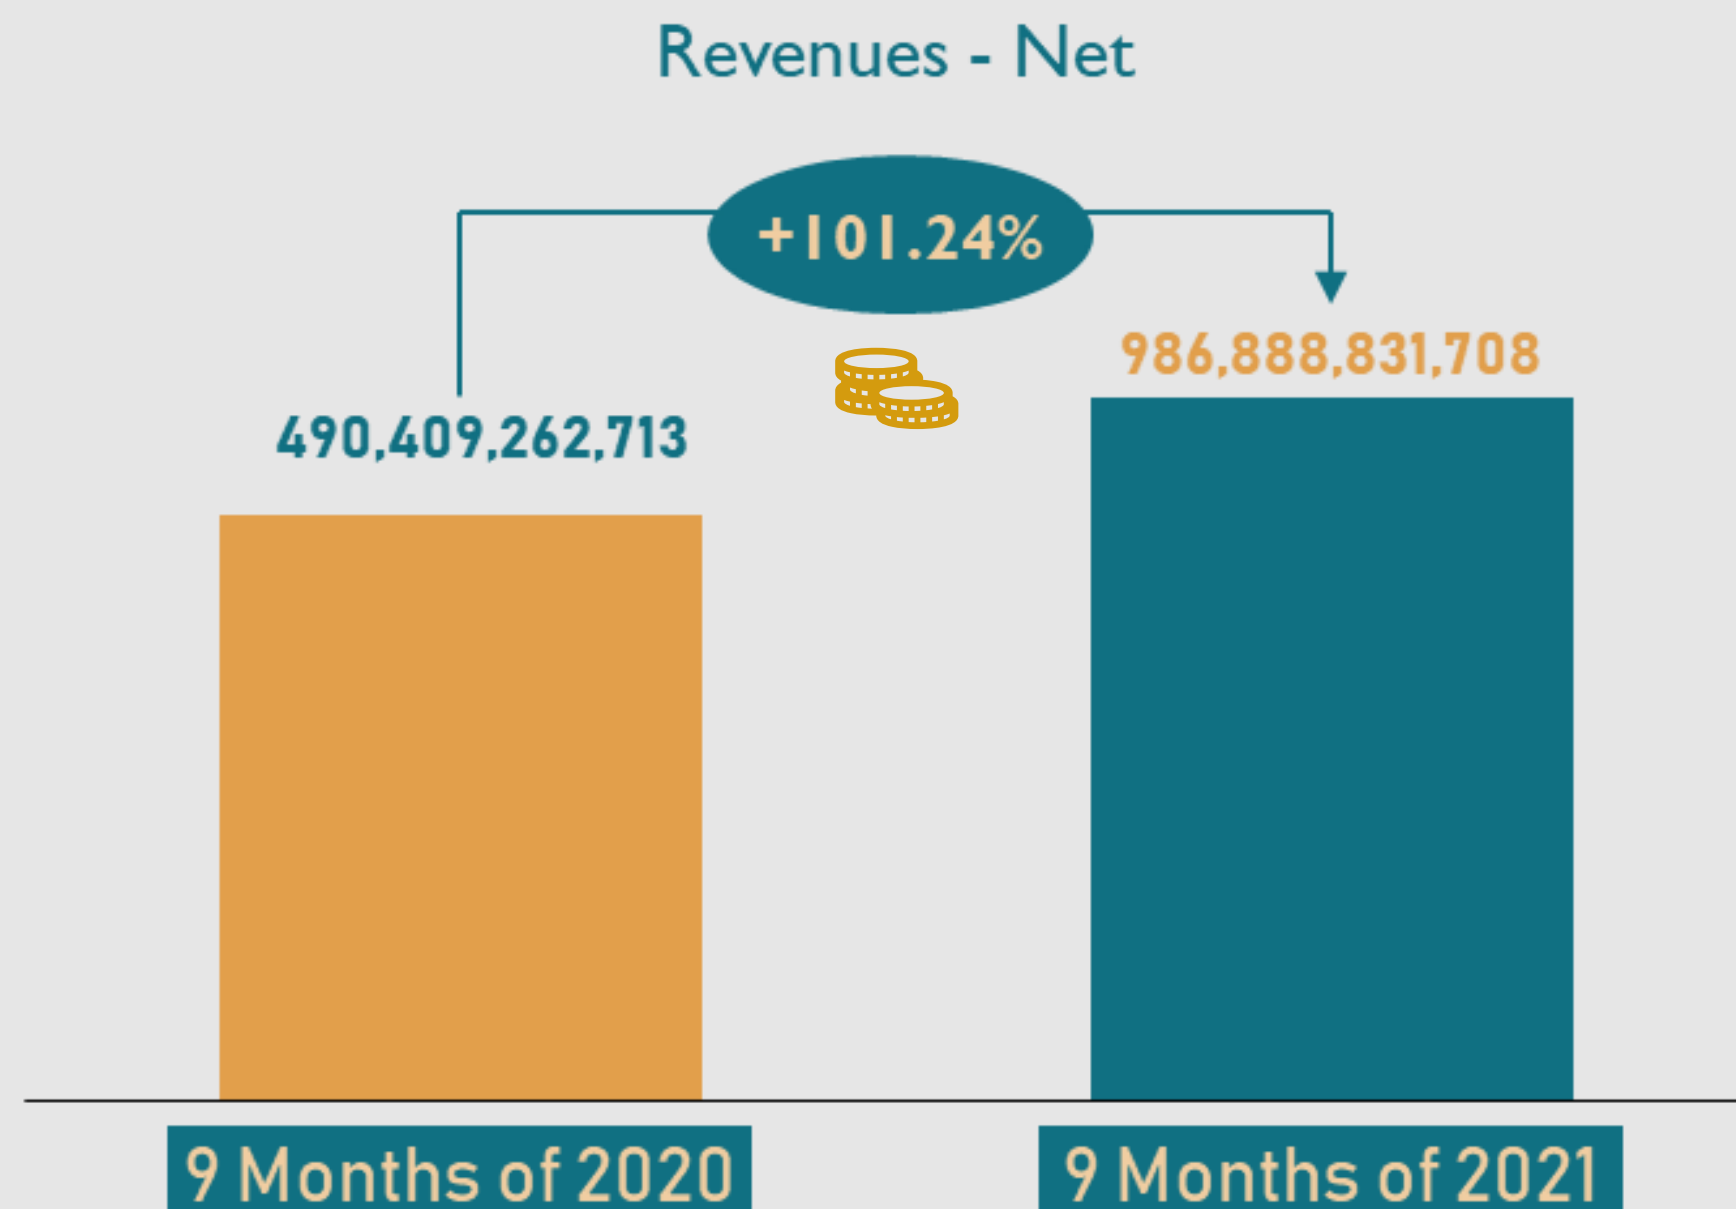 Revenues - Net
+101.24%
986,888,831,708
490,409,262,713
9 Months of 2020
9 Months of 2021